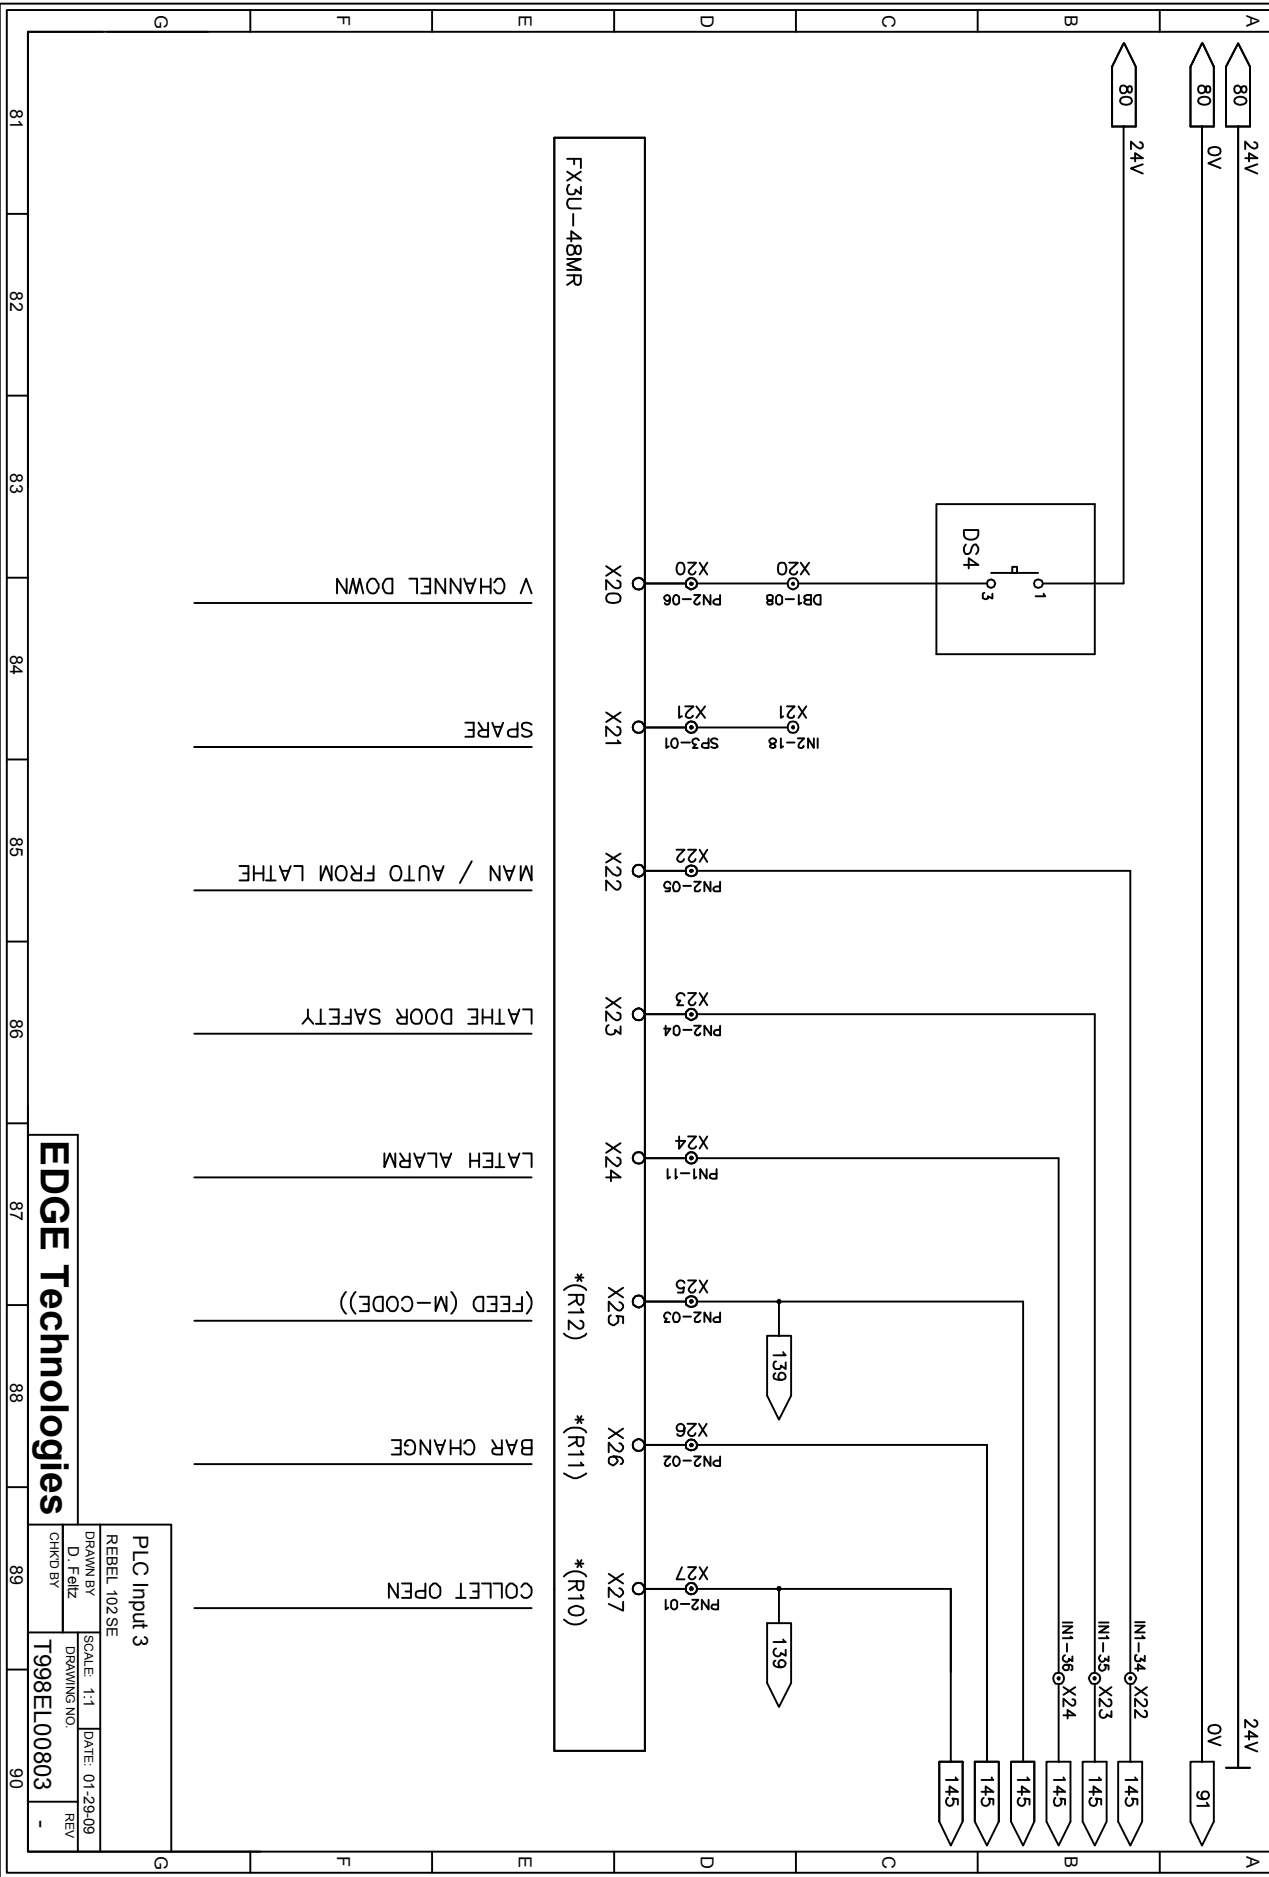 A
B
C
D
E
F
G
80
24V
80
0V
80
24V
24V
0V
91
DS4
1
3
X20
DB1-08
X20
PN2-06
X21
IN2-18
X21
SP3-01
X22
PN2-05
X23
PN2-04
X24
PN1-11
X25
PN2-03
X26
PN2-02
X27
PN2-01
139
139
IN1-34
X22
IN1-35
X23
IN1-36
X24
145
145
145
145
145
145
FX3U-48MR
X20
X21
X22
X23
X24
X25
*(R12)
X26
*(R11)
X27
*(R10)
V CHANNEL DOWN
SPARE
MAN / AUTO FROM LATHE
LATHE DOOR SAFETY
LATEH ALARM
(FEED (M-CODE))
BAR CHANGE
COLLET OPEN
EDGE Technologies
PLC Input 3
REBEL 102 SE
DRAWN BY
D. Feltz
CHK'D BY
SCALE: 1:1
DATE: 01-29-09
DRAWING NO.
T998EL00803
REV
-
81
82
83
84
85
86
87
88
89
90
A
B
C
D
E
F
G